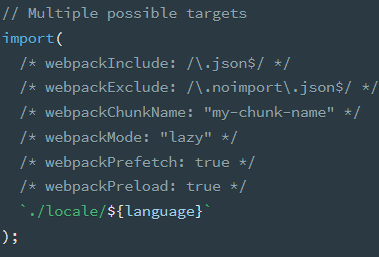 // Multiple possible targets
import(
  /* webpackInclude: /\.json$/ */
  /* webpackExclude: /\.noimport\.json$/ */
  /* webpackChunkName: "my-chunk-name" */
  /* webpackMode: "lazy" */
  /* webpackPrefetch: true */
  /* webpackPreload: true */
  `./locale/${language}`
);